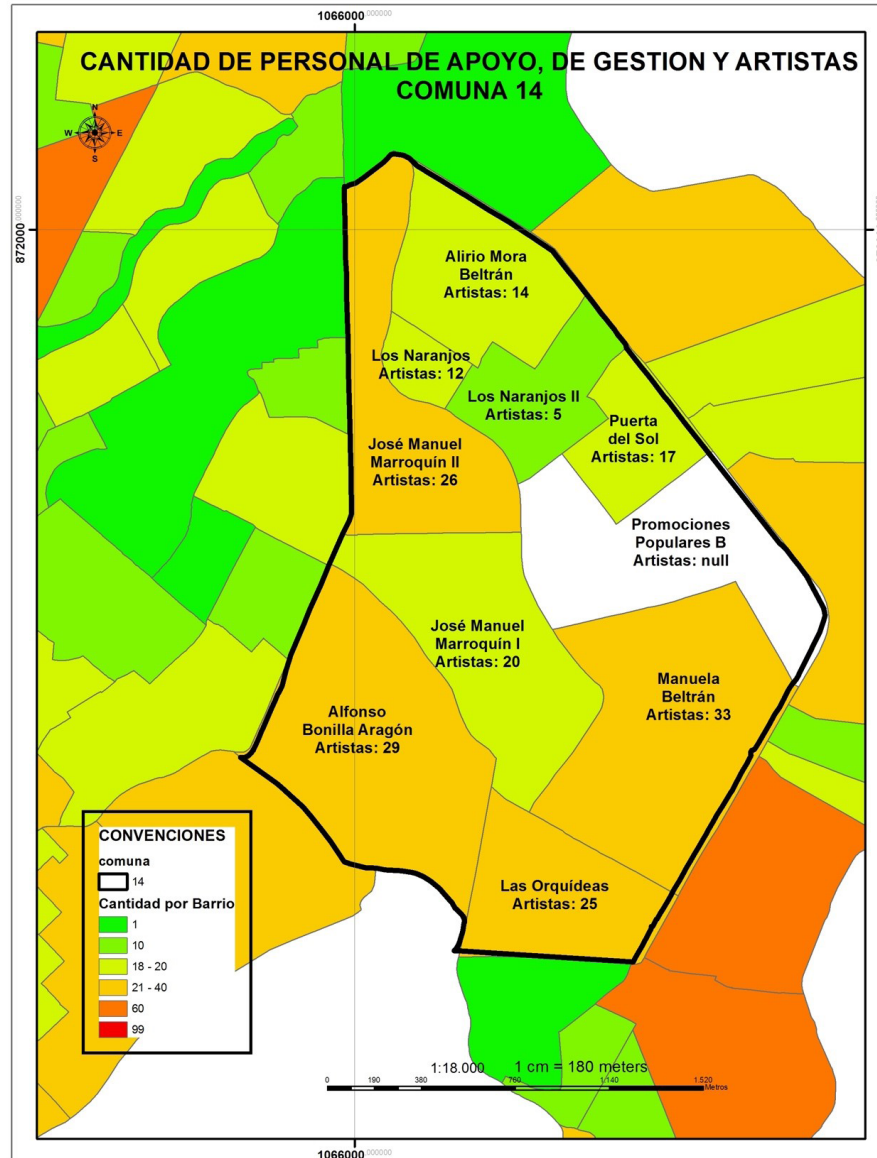 1066000,000000
CANTIDAD DE PERSONAL DE APOYO, DE GESTION Y ARTISTAS
COMUNA 14
N
W
E
S
872000,000000
Alirio Mora
Beltrán
Artistas: 14
Los Naranjos
Artistas: 12
Los Naranjos II
Artistas: 5
Puerta
del Sol
Artistas: 17
José Manuel
Marroquín II
Artistas: 26
Promociones
Populares B
Artistas: null
José Manuel
Marroquín I
Artistas: 20
Manuela
Beltrán
Artistas: 33
Alfonso
Bonilla Aragón
Artistas: 29
Las Orquídeas
Artistas: 25
CONVENCIONES
comuna
14
Cantidad por Barrio
1
10
18 - 20
21 - 40
60
99
1:18.000 1 cm = 180 meters
0 190 380 760 1.140 1.520
Metros
1066000,000000